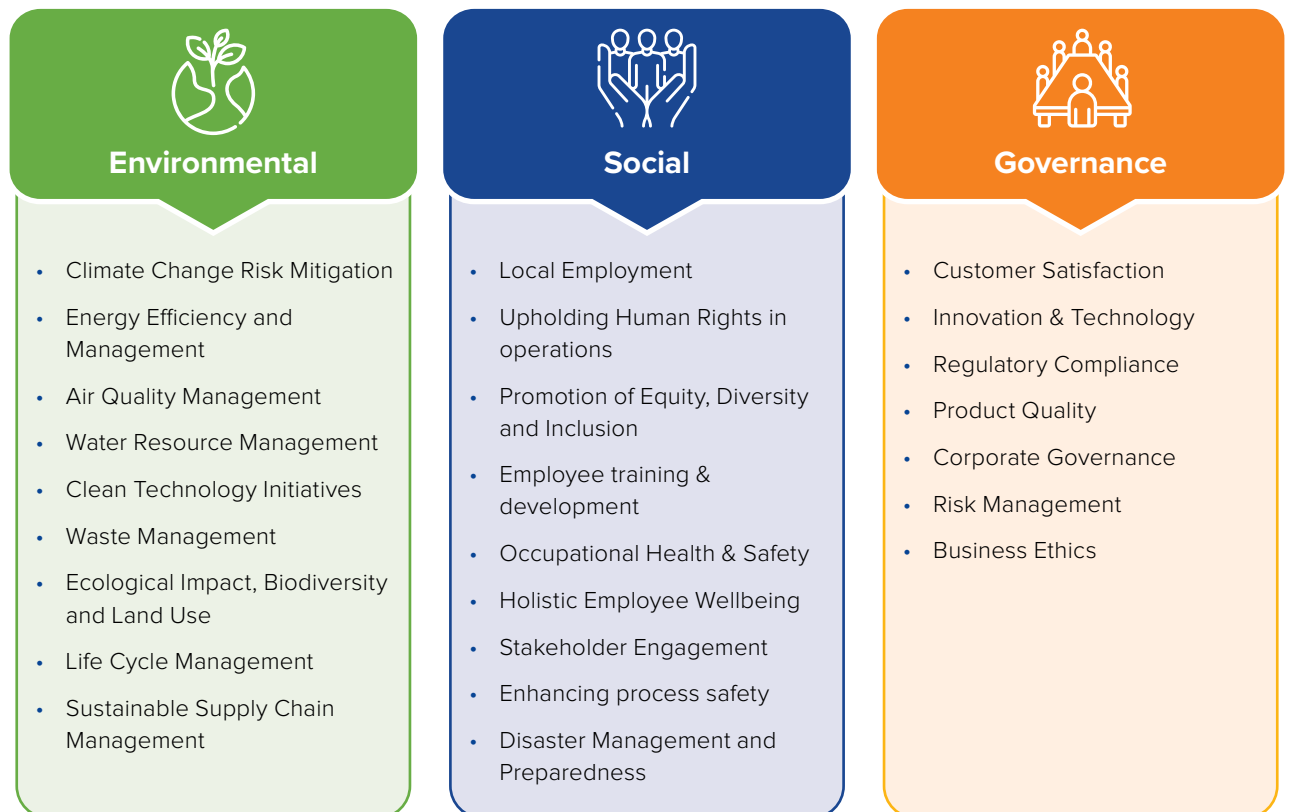 Environmental
• Climate Change Risk Mitigation
• Energy Efficiency and
Management
• Air Quality Management
• Water Resource Management
• Clean Technology Initiatives
• Waste Management
• Ecological Impact, Biodiversity
and Land Use
• Life Cycle Management
• Sustainable Supply Chain
Management
Social
• Local Employment
• Upholding Human Rights in
operations
• Promotion of Equity, Diversity
and Inclusion
• Employee training &
development
• Occupational Health & Safety
• Holistic Employee Wellbeing
• Stakeholder Engagement
• Enhancing process safety
• Disaster Management and
Preparedness
Governance
• Customer Satisfaction
• Innovation & Technology
• Regulatory Compliance
• Product Quality
• Corporate Governance
• Risk Management
• Business Ethics